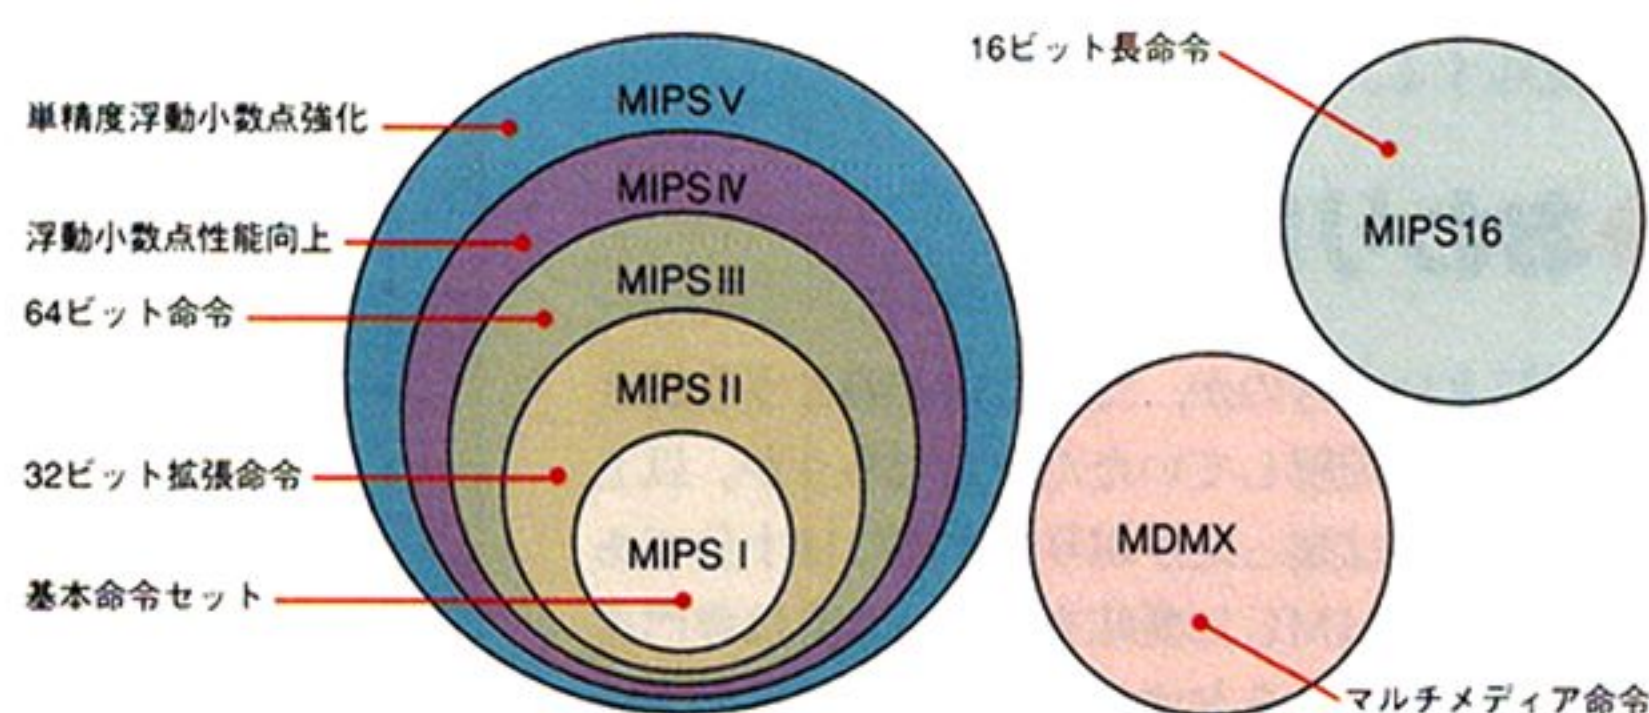 単精度浮動小数点強化
浮動小数点性能向上
64ビット命令
32ビット拡張命令
基本命令セット
MIPS V
MIPS IV
MIPS III
MIPS II
MIPS I
16ビット長命令
MIPS16
MDMX
マルチメディア命令